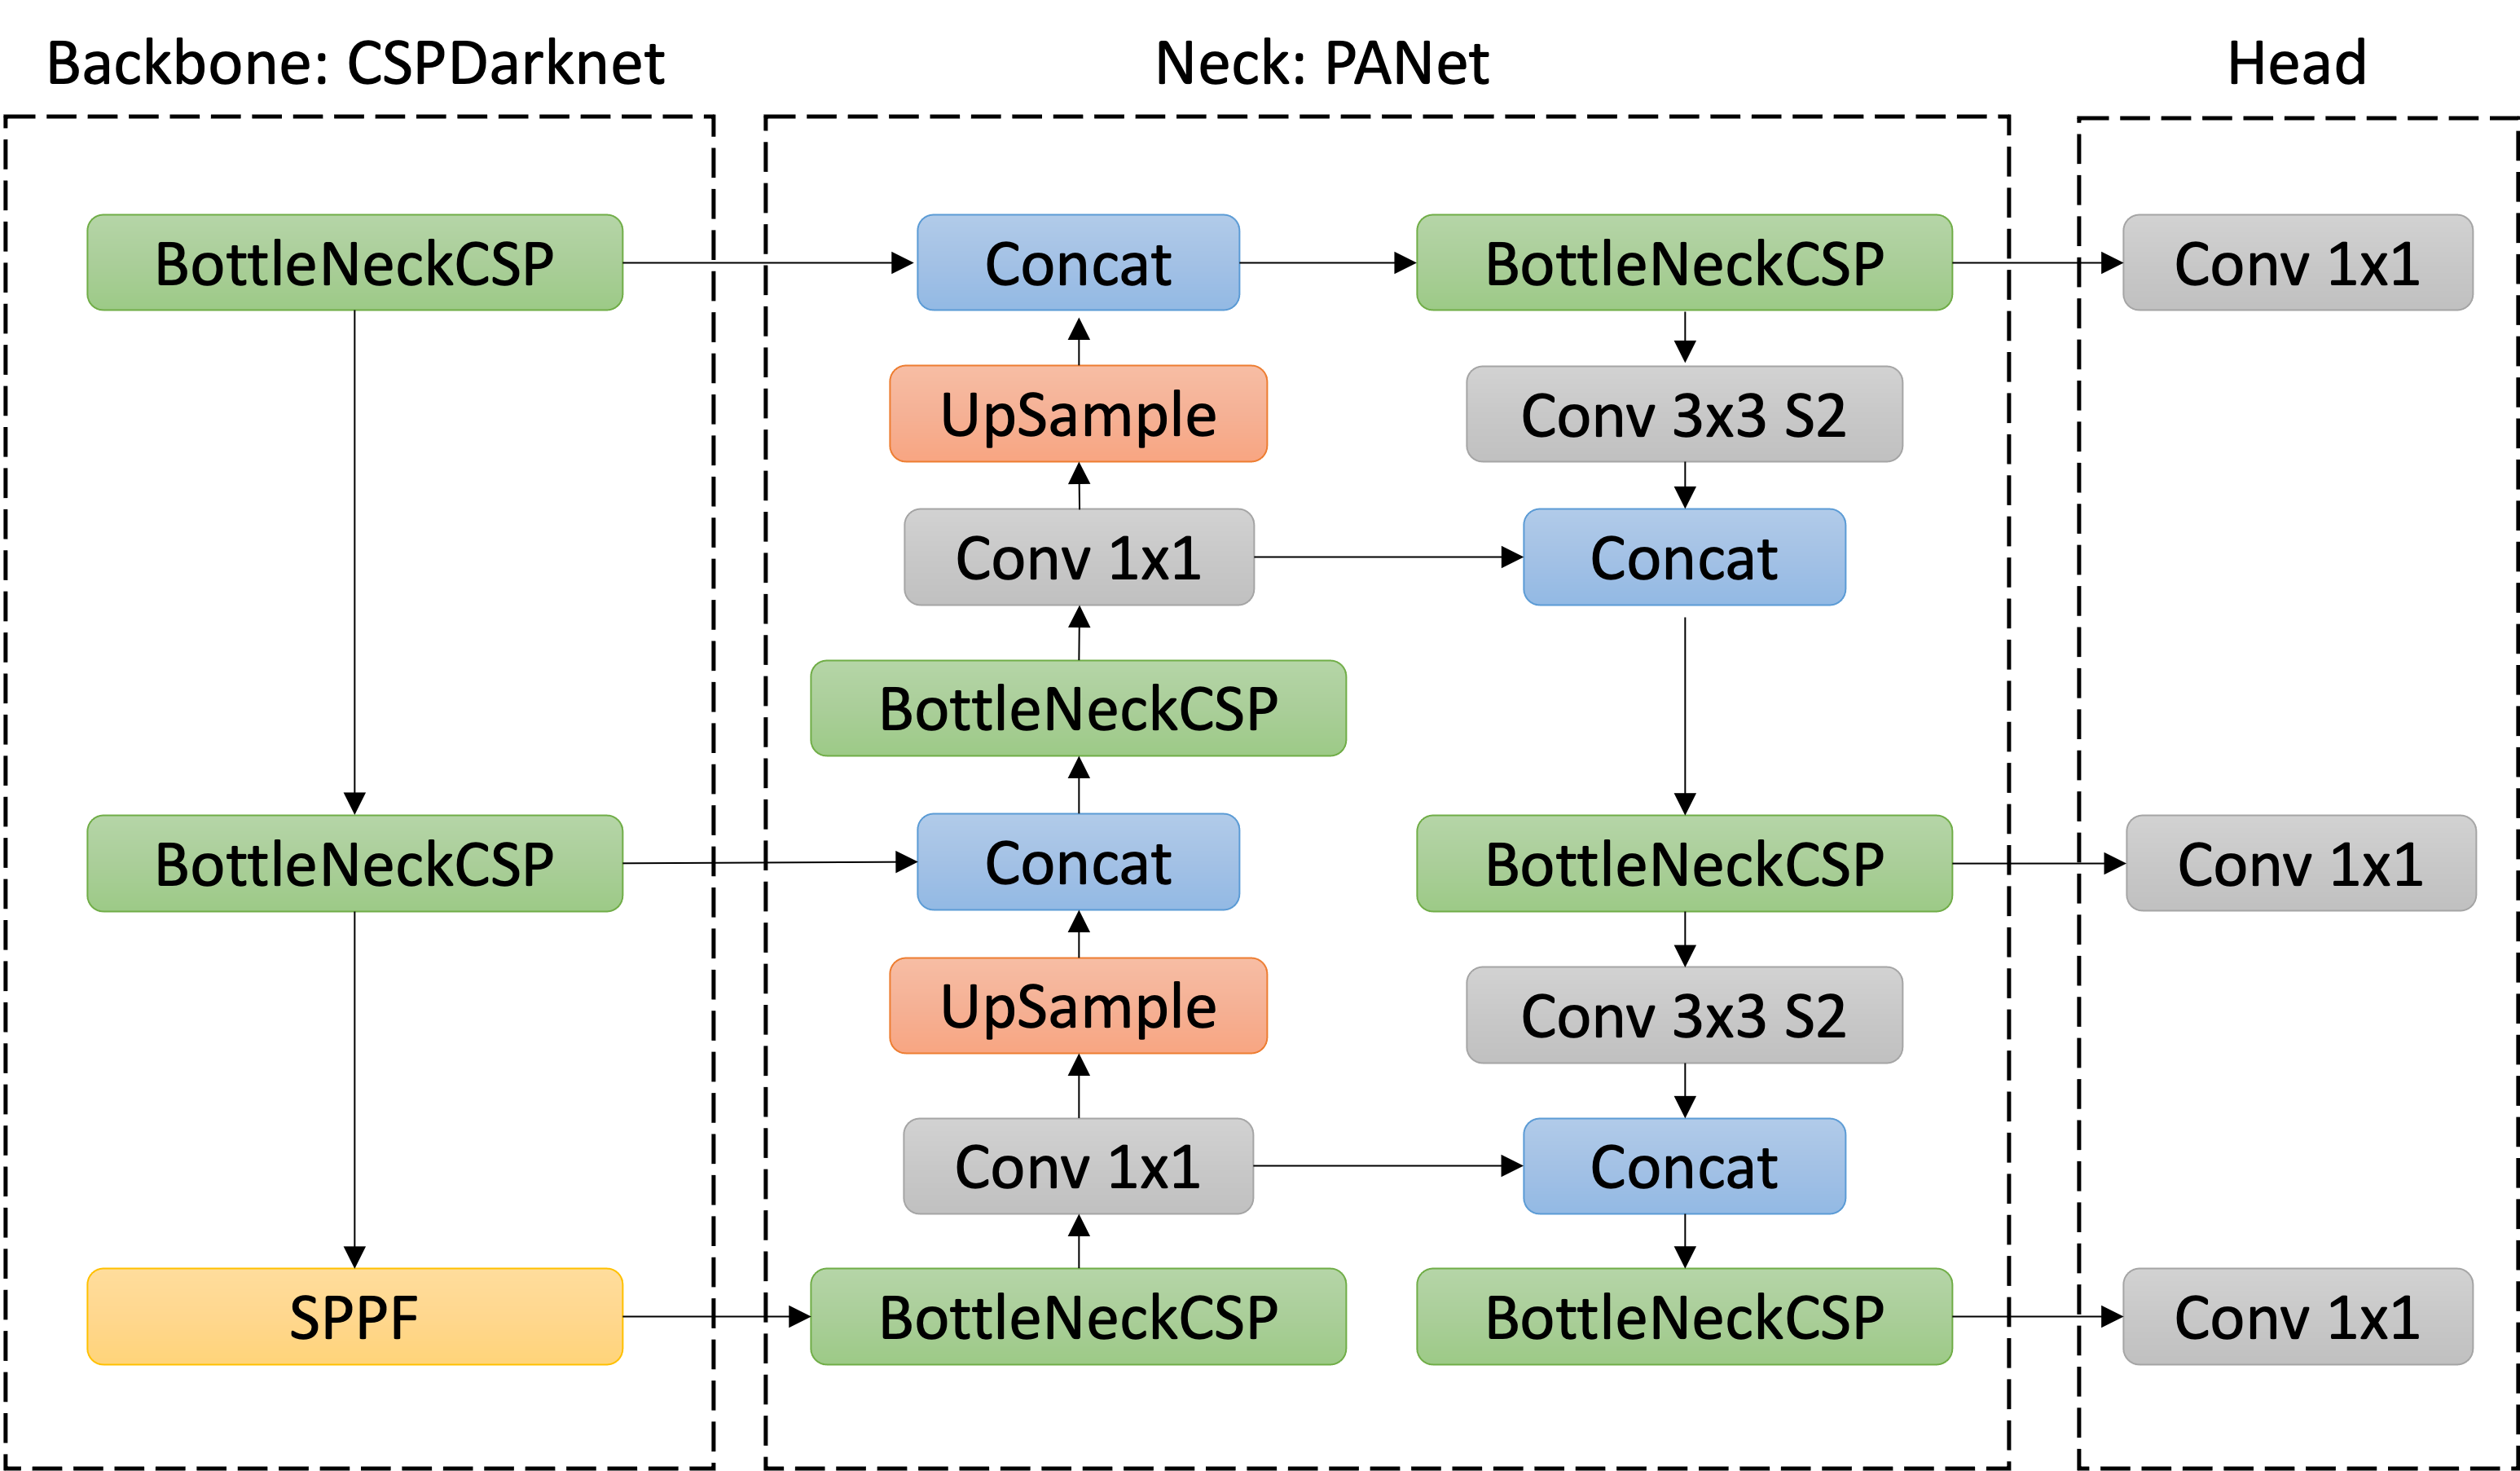 Backbone: CSPDarknet
Neck: PANet
Head
BottleNeckCSP
Concat
BottleNeckCSP
Conv 1x1
UpSample
Conv 3x3 S2
Conv 1x1
Concat
BottleNeckCSP
BottleNeckCSP
Concat
BottleNeckCSP
Conv 1x1
UpSample
Conv 3x3 S2
Conv 1x1
Concat
SPPF
BottleNeckCSP
BottleNeckCSP
Conv 1x1